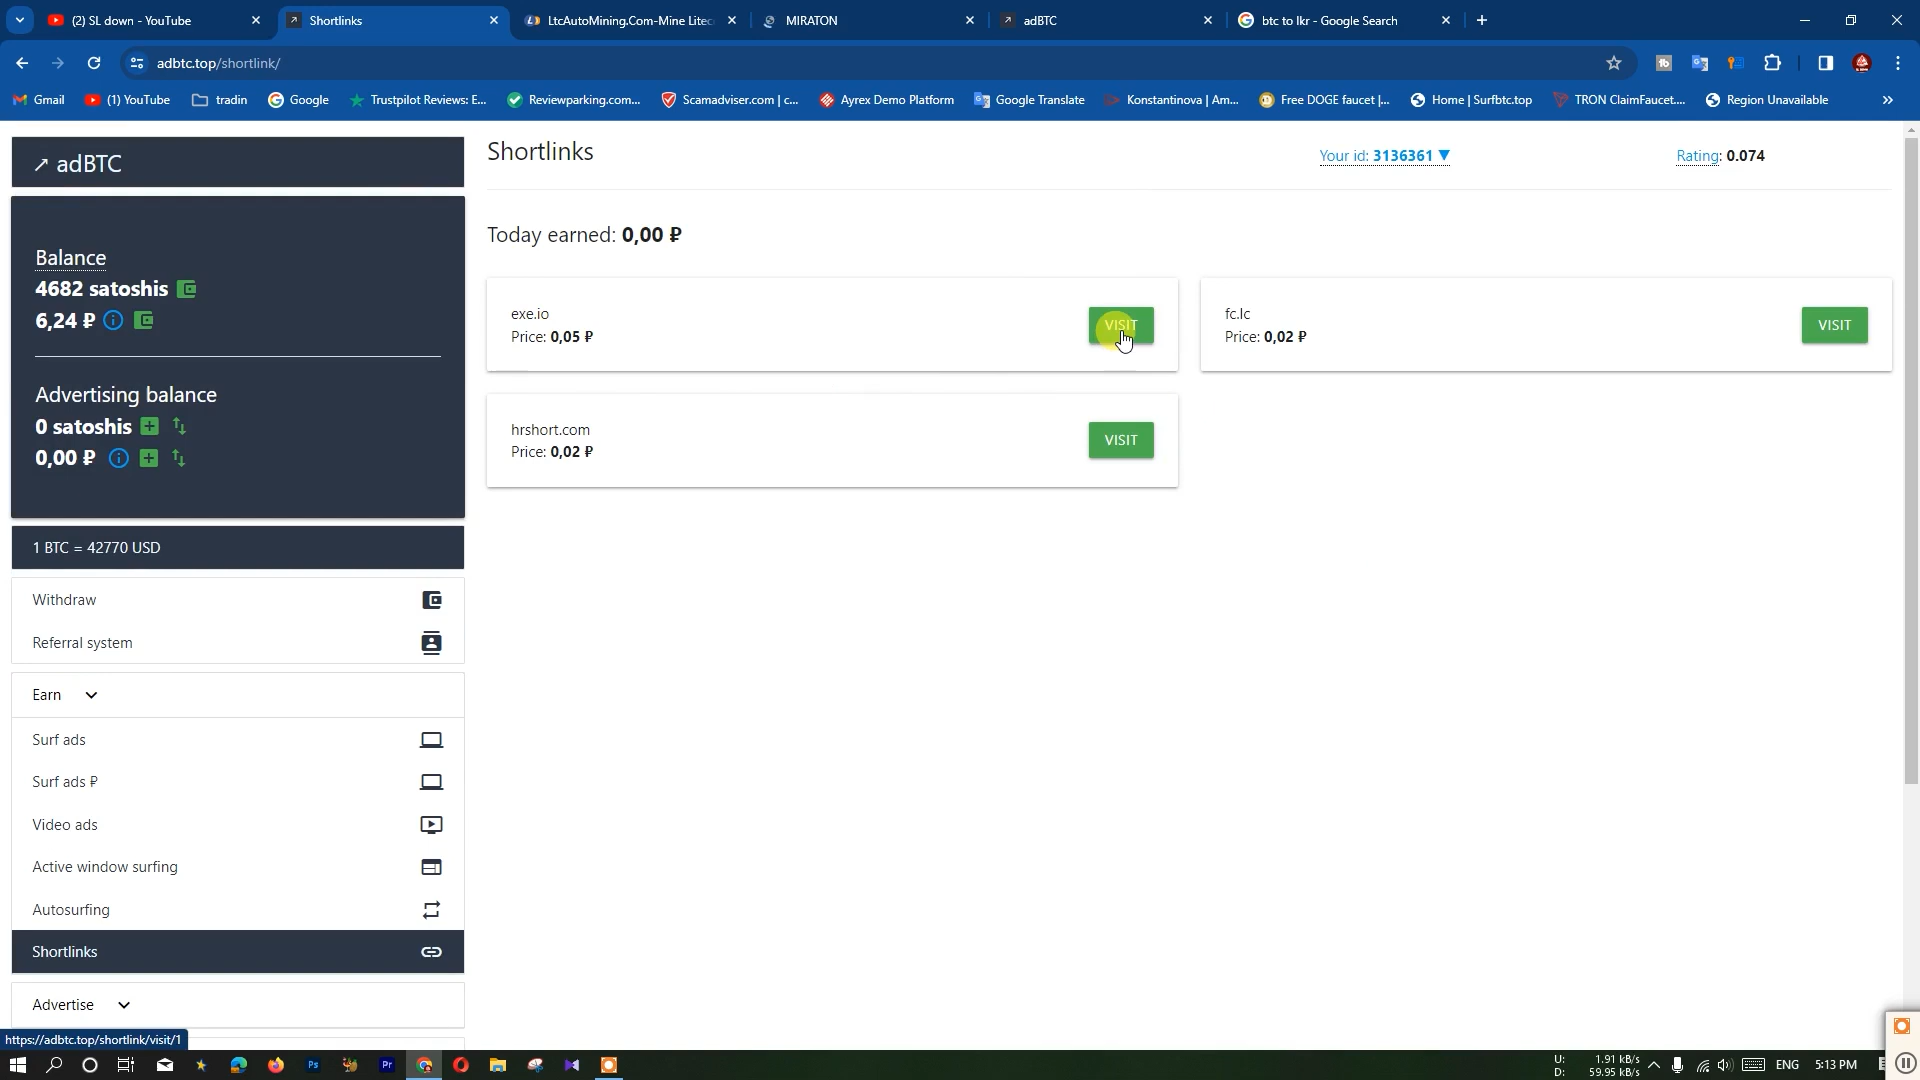 (2) SL down - YouTube
Shortlinks
LtcAutoMining.Com-Mine Litec
MIRATON
adBTC
btc to lkr - Google Search
adbtc.top/shortlink/
Gmail
(1) YouTube
tradin
Google
Trustpilot Reviews: E...
Reviewparking.com...
Scamadviser.com | c...
Ayrex Demo Platform
Google Translate
Konstantinova | Am...
Free DOGE faucet |...
Home | Surfbtc.top
TRON ClaimFaucet....
Region Unavailable
»
adBTC
Balance
4682 satoshis
6,24 ₽
Advertising balance
0 satoshis
0,00 ₽
1 BTC = 42770 USD
Withdraw
Referral system
Earn
Surf ads
Surf ads ₽
Video ads
Active window surfing
Autosurfing
Shortlinks
Advertise
https://adbtc.top/shortlink/visit/1
Shortlinks
Your id: 3136361 ▼
Rating: 0.074
Today earned: 0,00 ₽
exe.io
Price: 0,05 ₽
VISIT
fc.lc
Price: 0,02 ₽
VISIT
hrshort.com
Price: 0,02 ₽
VISIT
U: 1.91 kB/s
D: 59.95 kB/s
ENG
5:13 PM
Ps
Pr